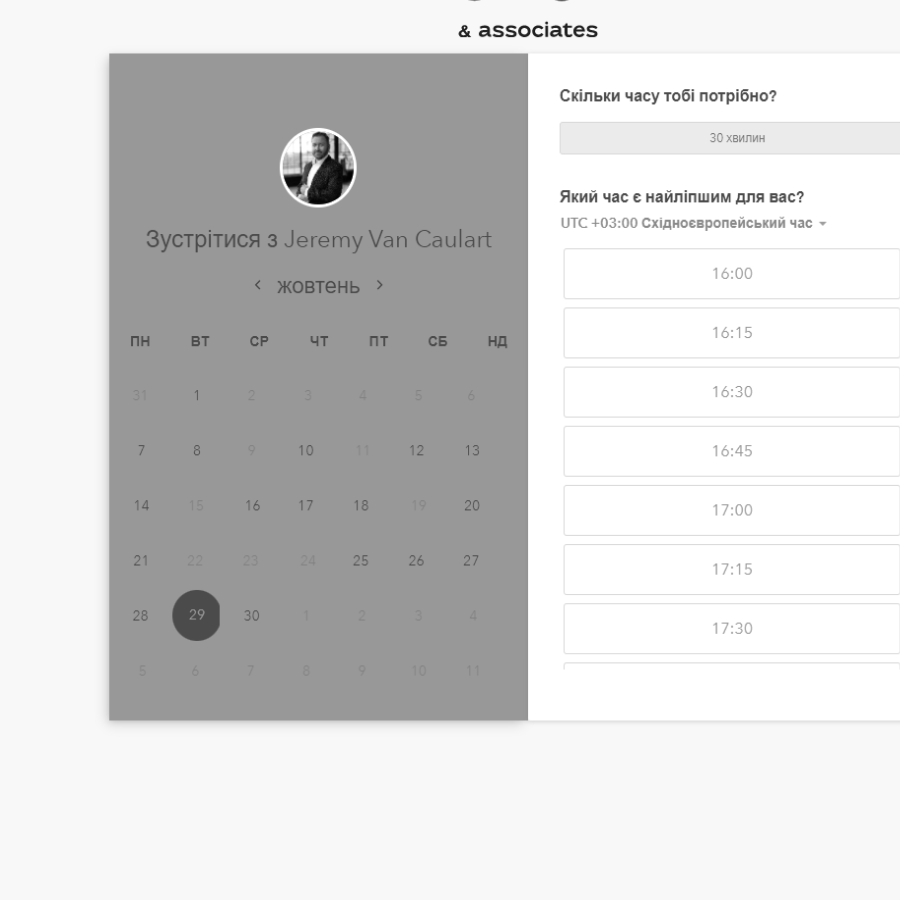 & associates
Зустрітися з Jeremy Van Caulart
жовтень
ПН ВТ СР ЧТ ПТ СБ НД
31 1 2 3 4 5 6
7 8 9 10 11 12 13
14 15 16 17 18 19 20
21 22 23 24 25 26 27
28 29 30 1 2 3 4
5 6 7 8 9 10 11
Скільки часу тобі потрібно?
30 хвилин
Який час є найліпшим для вас?
UTC +03:00 Східноєвропейський час
16:00
16:15
16:30
16:45
17:00
17:15
17:30